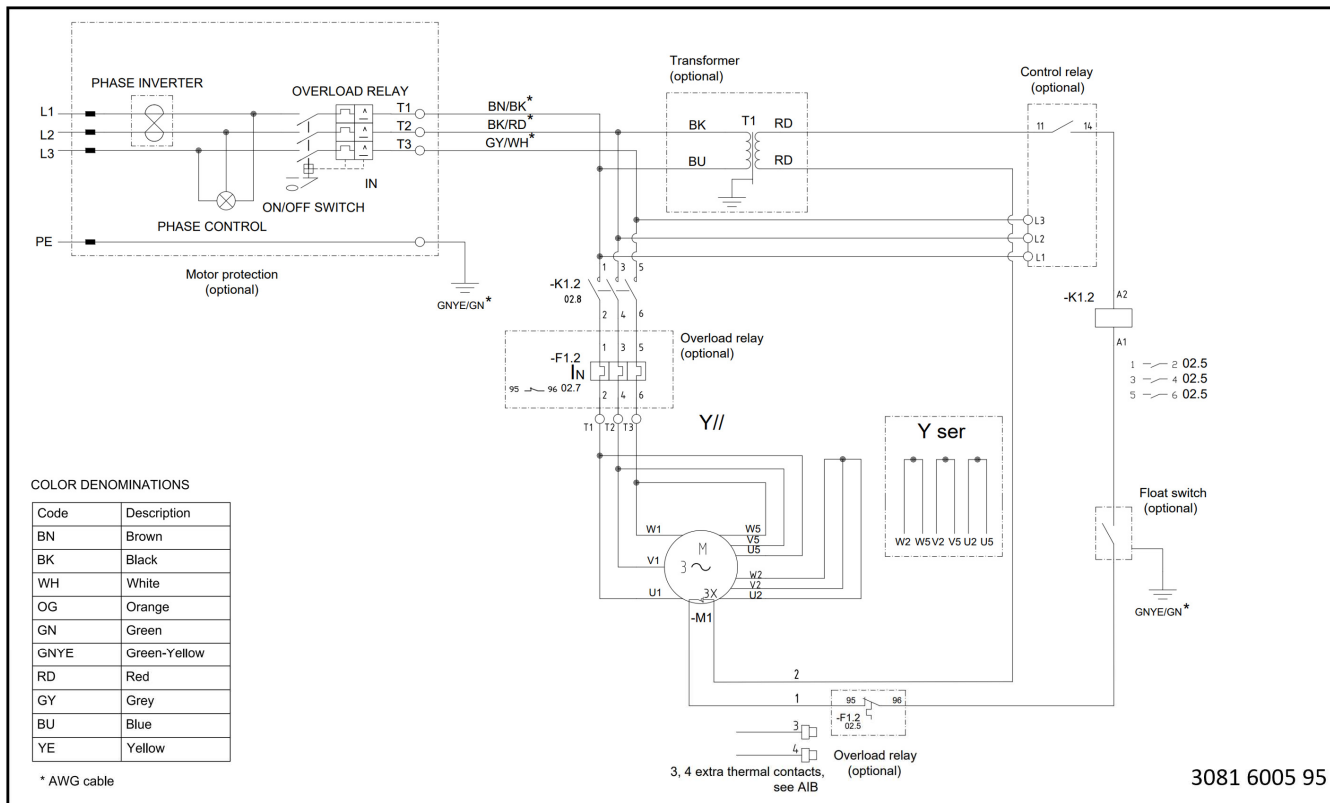 PHASE INVERTER
OVERLOAD RELAY
L1
L2
L3
T1
T2
T3
BN/BK*
BK/RD*
GY/WH*
IN
ON/OFF SWITCH
PHASE CONTROL
PE
Motor protection
(optional)
GNYE/GN*
Transformer
(optional)
BK
T1
RD
BU
RD
Control relay
(optional)
11
14
L3
L2
L1
1 3 5
-K1.2
02.8
2 4 6
Overload relay
(optional)
1 3 5
-F1.2
IN
95 96 02.7
2 4 6
T1 T2 T3
Y//
Y ser
W2 W5 V2 V5 U2 U5
-K1.2
A2
A1
1 2 02.5
3 4 02.5
5 6 02.5
Float switch
(optional)
GNYE/GN*
W1
W5
V5
U5
M
3
V1
W2
V2
U1
3X
U2
-M1
2
1
95 96
-F1.2
02.5
Overload relay
(optional)
3
4
3, 4 extra thermal contacts,
see AIB
COLOR DENOMINATIONS
Code Description
BN Brown
BK Black
WH White
OG Orange
GN Green
GNYE Green-Yellow
RD Red
GY Grey
BU Blue
YE Yellow
* AWG cable
3081 6005 95